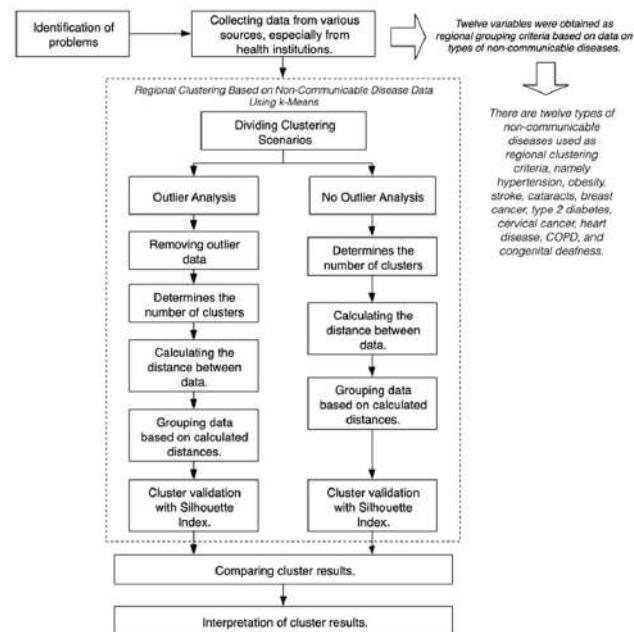 Identification of
problems
Collecting data from various
sources, especially from
health institutions.
Twelve variables were obtained as
regional grouping criteria based on data on
types of non-communicable diseases.
There are twelve types of
non-communicable
diseases used as
regional clustering
criteria, namely
hypertension, obesity,
stroke, cataracts, breast
cancer, type 2 diabetes,
cervical cancer, heart
disease, COPD, and
congenital deafness.
Regional Clustering Based on Non-Communicable Disease Data
Using k-Means
Dividing Clustering
Scenarios
Outlier Analysis
Removing outlier
data
Determines the
number of clusters
Calculating the
distance between
data.
Grouping data
based on calculated
distances.
Cluster validation
with Silhouette
Index.
No Outlier Analysis
Determines the
number of clusters
Calculating the
distance between
data.
Grouping data
based on calculated
distances.
Cluster validation
with Silhouette
Index.
Comparing cluster results.
Interpretation of cluster results.